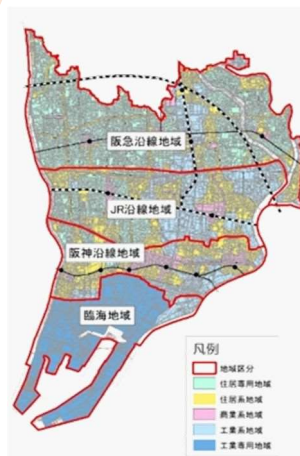 阪急沿線地域
JR沿線地域
阪神沿線地域
臨海地域
凡例
地域区分
住居専用地域
住居系地域
商業系地域
工業系地域
工業専用地域